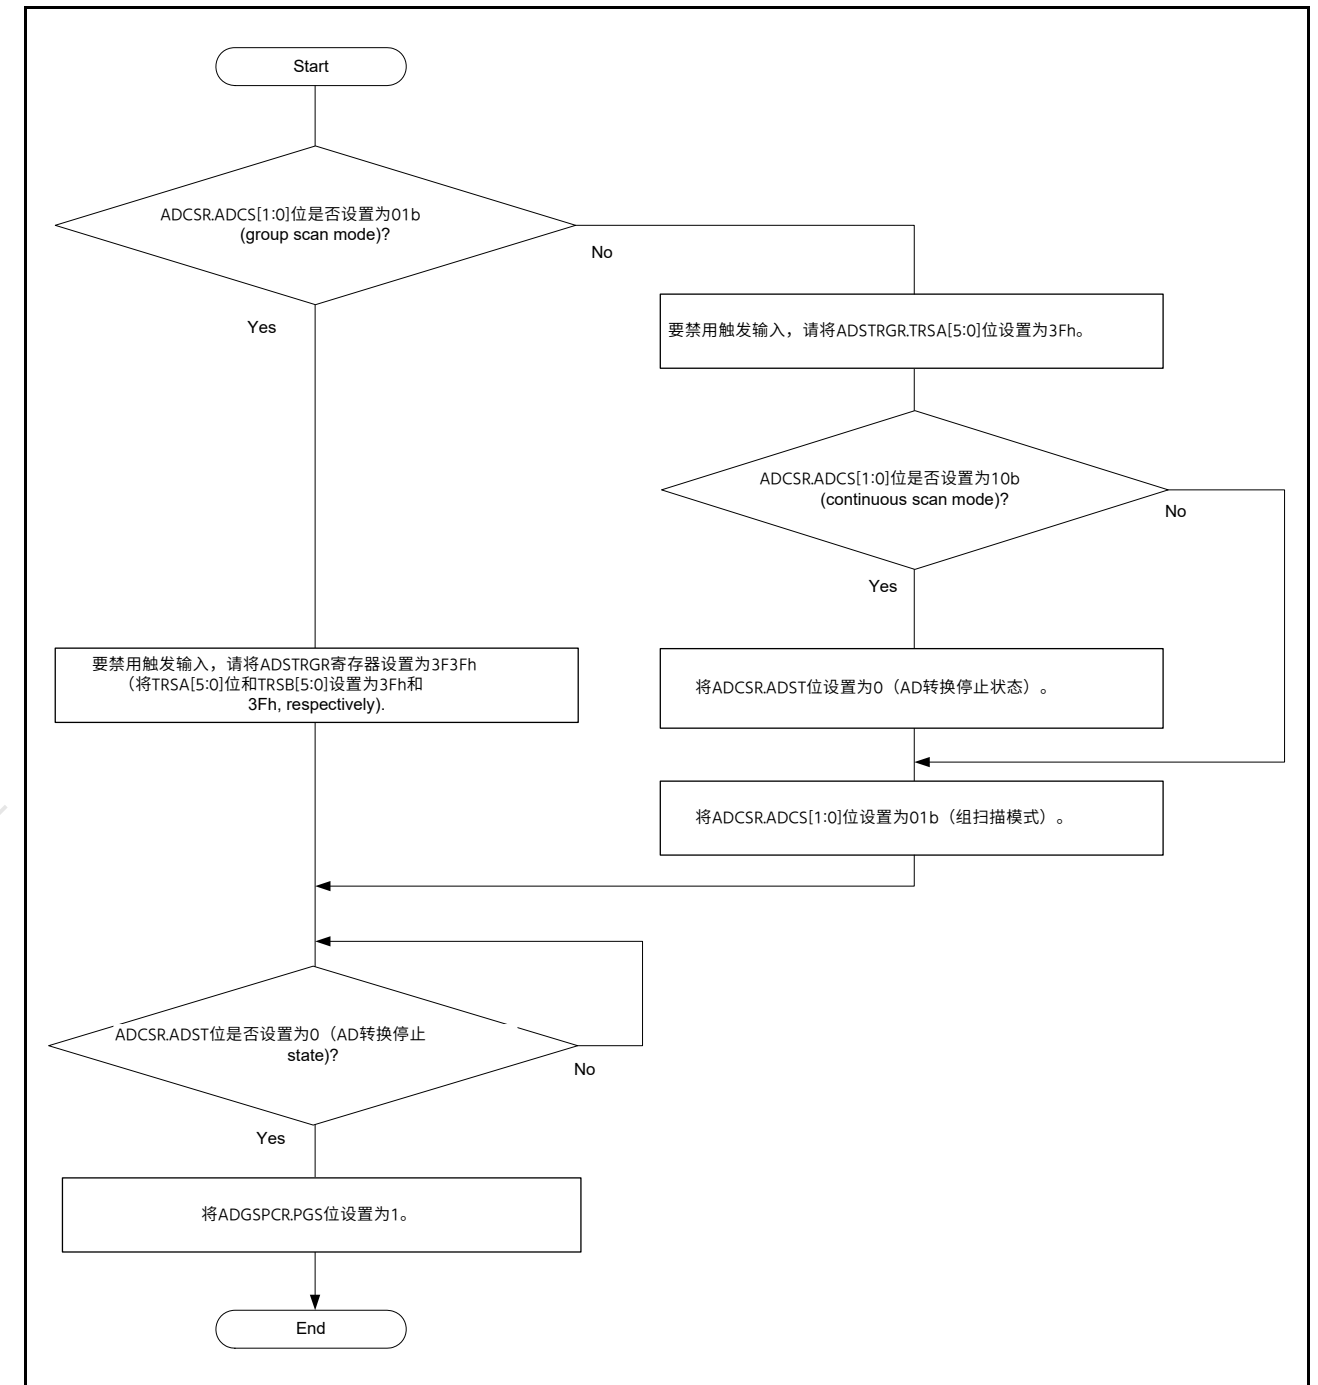 Start
ADCSR.ADCS[1:0]位是否设置为01b
(group scan mode)?
No
Yes
要禁用触发输入，请将ADSTRGR.TRSA[5:0]位设置为3Fh。
ADCSR.ADCS[1:0]位是否设置为10b
(continuous scan mode)?
No
Yes
要禁用触发输入，请将ADSTRGR寄存器设置为3F3Fh
（将TRSA[5:0]位和TRSB[5:0]设置为3Fh和
3Fh, respectively).
将ADCSR.ADST位设置为0（AD转换停止状态）。
将ADCSR.ADCS[1:0]位设置为01b（组扫描模式）。
ADCSR.ADST位是否设置为0（AD转换停止
state)?
No
Yes
将ADGSPCR.PGS位设置为1。
End